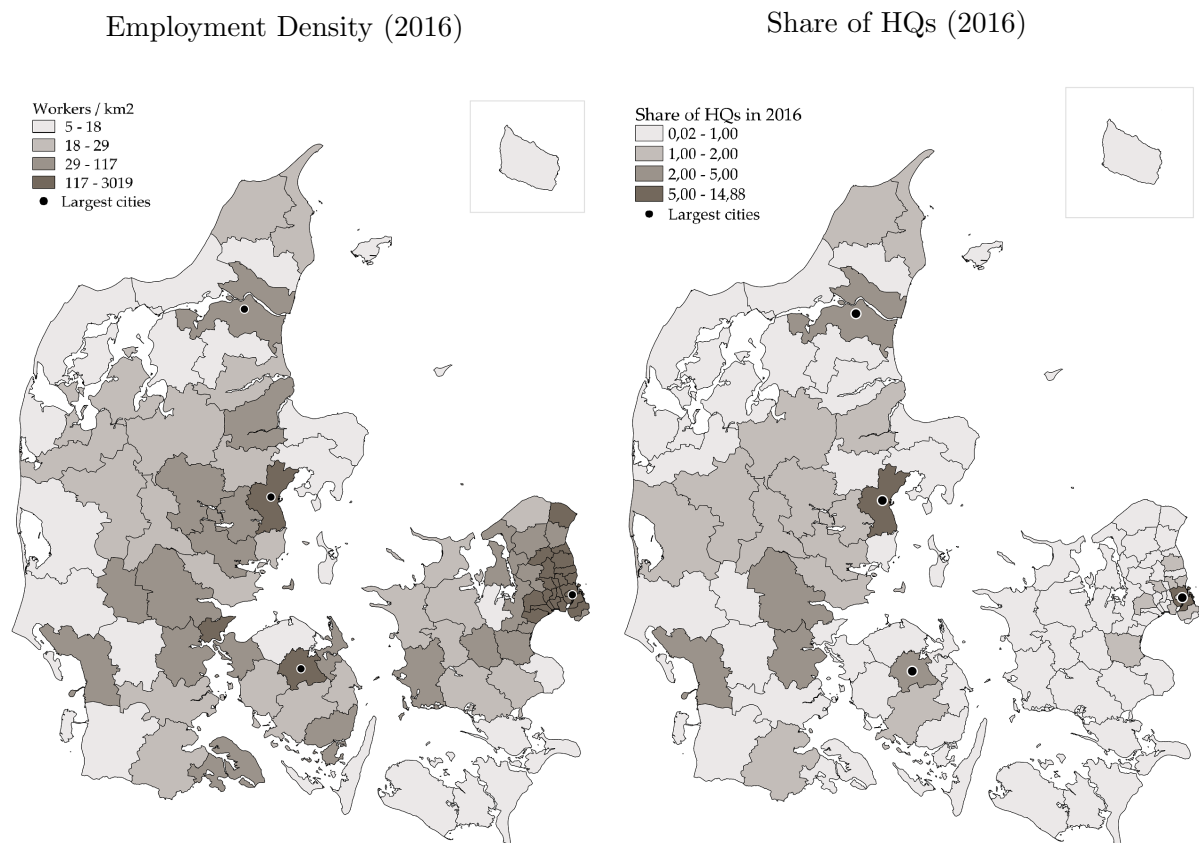 Employment Density (2016)
Workers / km2
5 - 18
18 - 29
29 - 117
117 - 3019
Largest cities
Share of HQs (2016)
Share of HQs in 2016
0,02 - 1,00
1,00 - 2,00
2,00 - 5,00
5,00 - 14,88
Largest cities